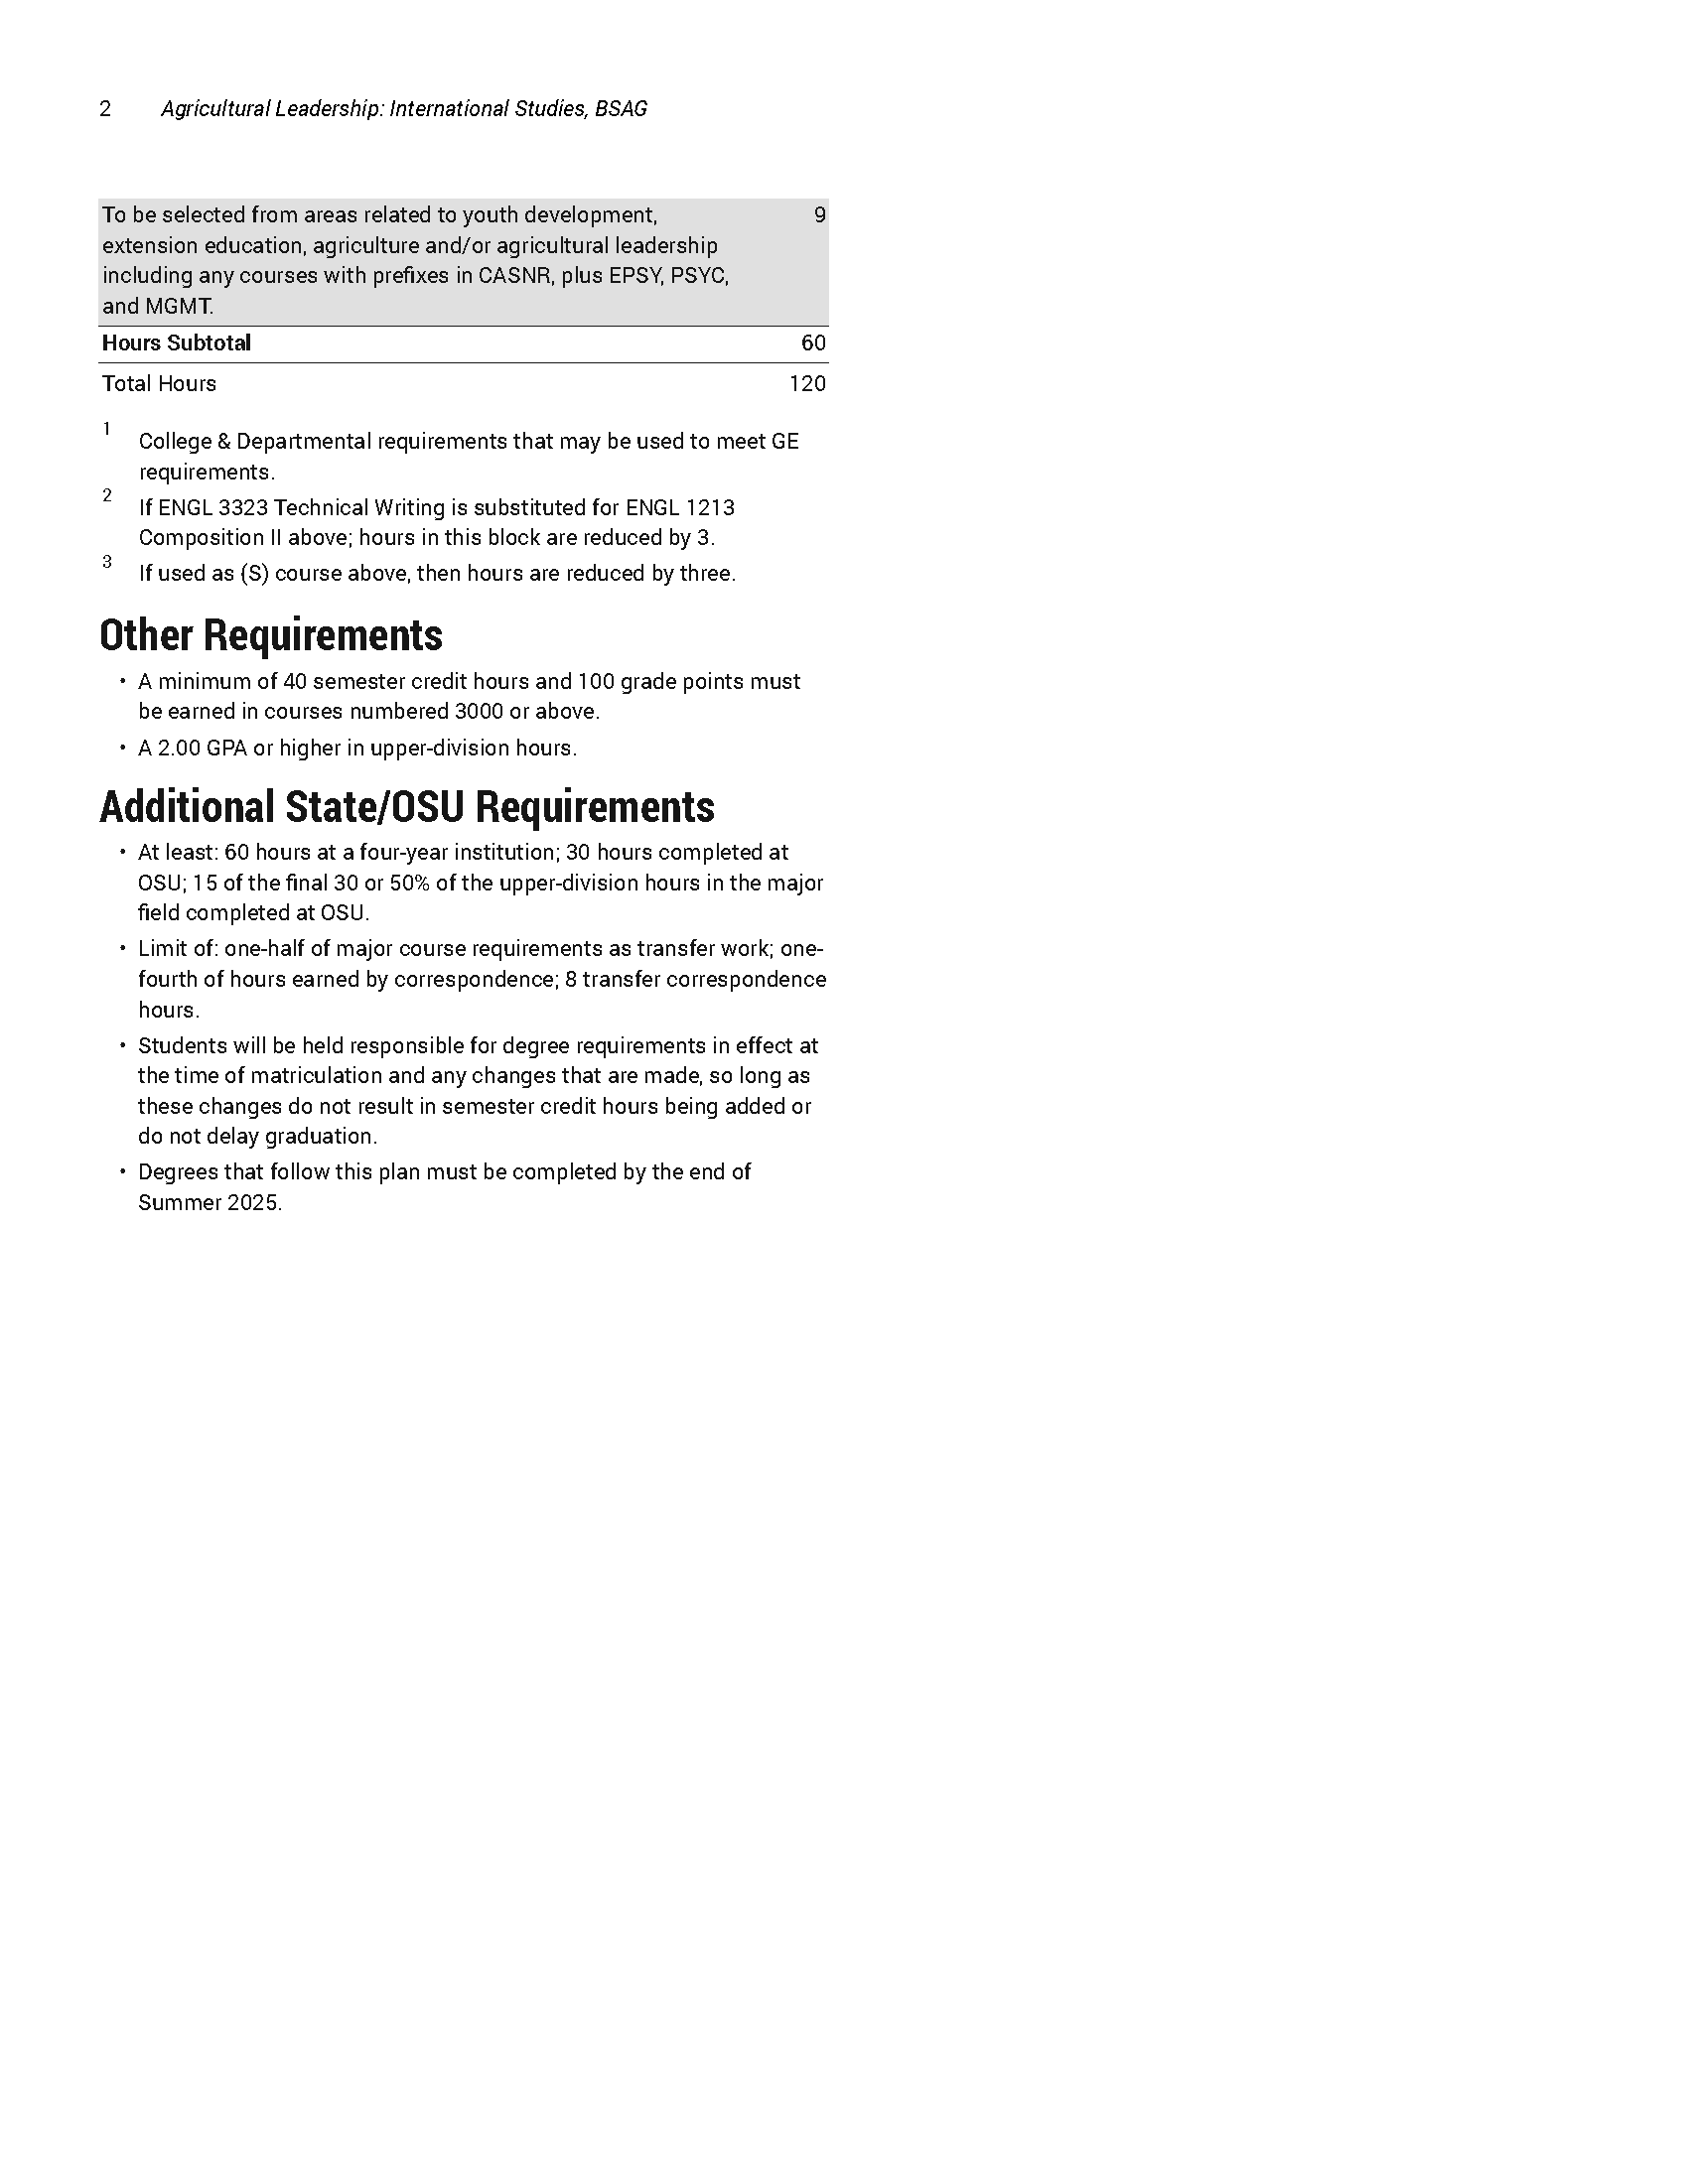 2 Agricultural Leadership: International Studies, BSAG
To be selected from areas related to youth development, 9
extension education, agriculture and/or agricultural leadership
including any courses with prefixes in CASNR, plus EPSY, PSYC,
and MGMT.
Hours Subtotal 60
Total Hours 120
1 College & Departmental requirements that may be used to meet GE
requirements.
2 If ENGL 3323 Technical Writing is substituted for ENGL 1213
Composition II above; hours in this block are reduced by 3.
3 If used as (S) course above, then hours are reduced by three.
Other Requirements
• A minimum of 40 semester credit hours and 100 grade points must
be earned in courses numbered 3000 or above.
• A 2.00 GPA or higher in upper-division hours.
Additional State/OSU Requirements
• At least: 60 hours at a four-year institution; 30 hours completed at
OSU; 15 of the final 30 or 50% of the upper-division hours in the major
field completed at OSU.
• Limit of: one-half of major course requirements as transfer work; one-
fourth of hours earned by correspondence; 8 transfer correspondence
hours.
• Students will be held responsible for degree requirements in effect at
the time of matriculation and any changes that are made, so long as
these changes do not result in semester credit hours being added or
do not delay graduation.
• Degrees that follow this plan must be completed by the end of
Summer 2025.